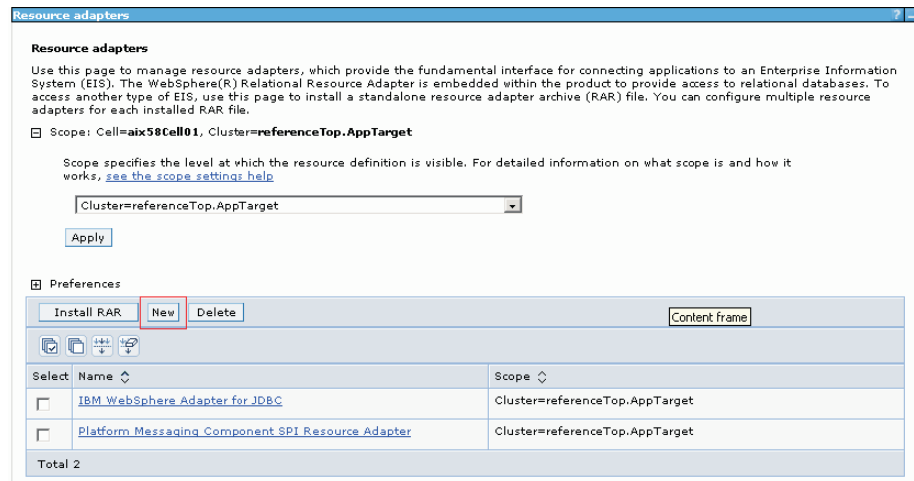 Resource adapters
?
Resource adapters
Use this page to manage resource adapters, which provide the fundamental interface for connecting applications to an Enterprise Information
System (EIS). The WebSphere(R) Relational Resource Adapter is embedded within the product to provide access to relational databases. To
access another type of EIS, use this page to install a standalone resource adapter archive (RAR) file. You can configure multiple resource
adapters for each installed RAR file.
Scope: Cell=aix58Cell01, Cluster=referenceTop.AppTarget
Scope specifies the level at which the resource definition is visible. For detailed information on what scope is and how it
works, see the scope settings help
Cluster=referenceTop.AppTarget
Apply
Preferences
Install RAR New Delete
Content frame
Select Name Scope
IBM WebSphere Adapter for JDBC Cluster=referenceTop.AppTarget
Platform Messaging Component SPI Resource Adapter Cluster=referenceTop.AppTarget
Total 2